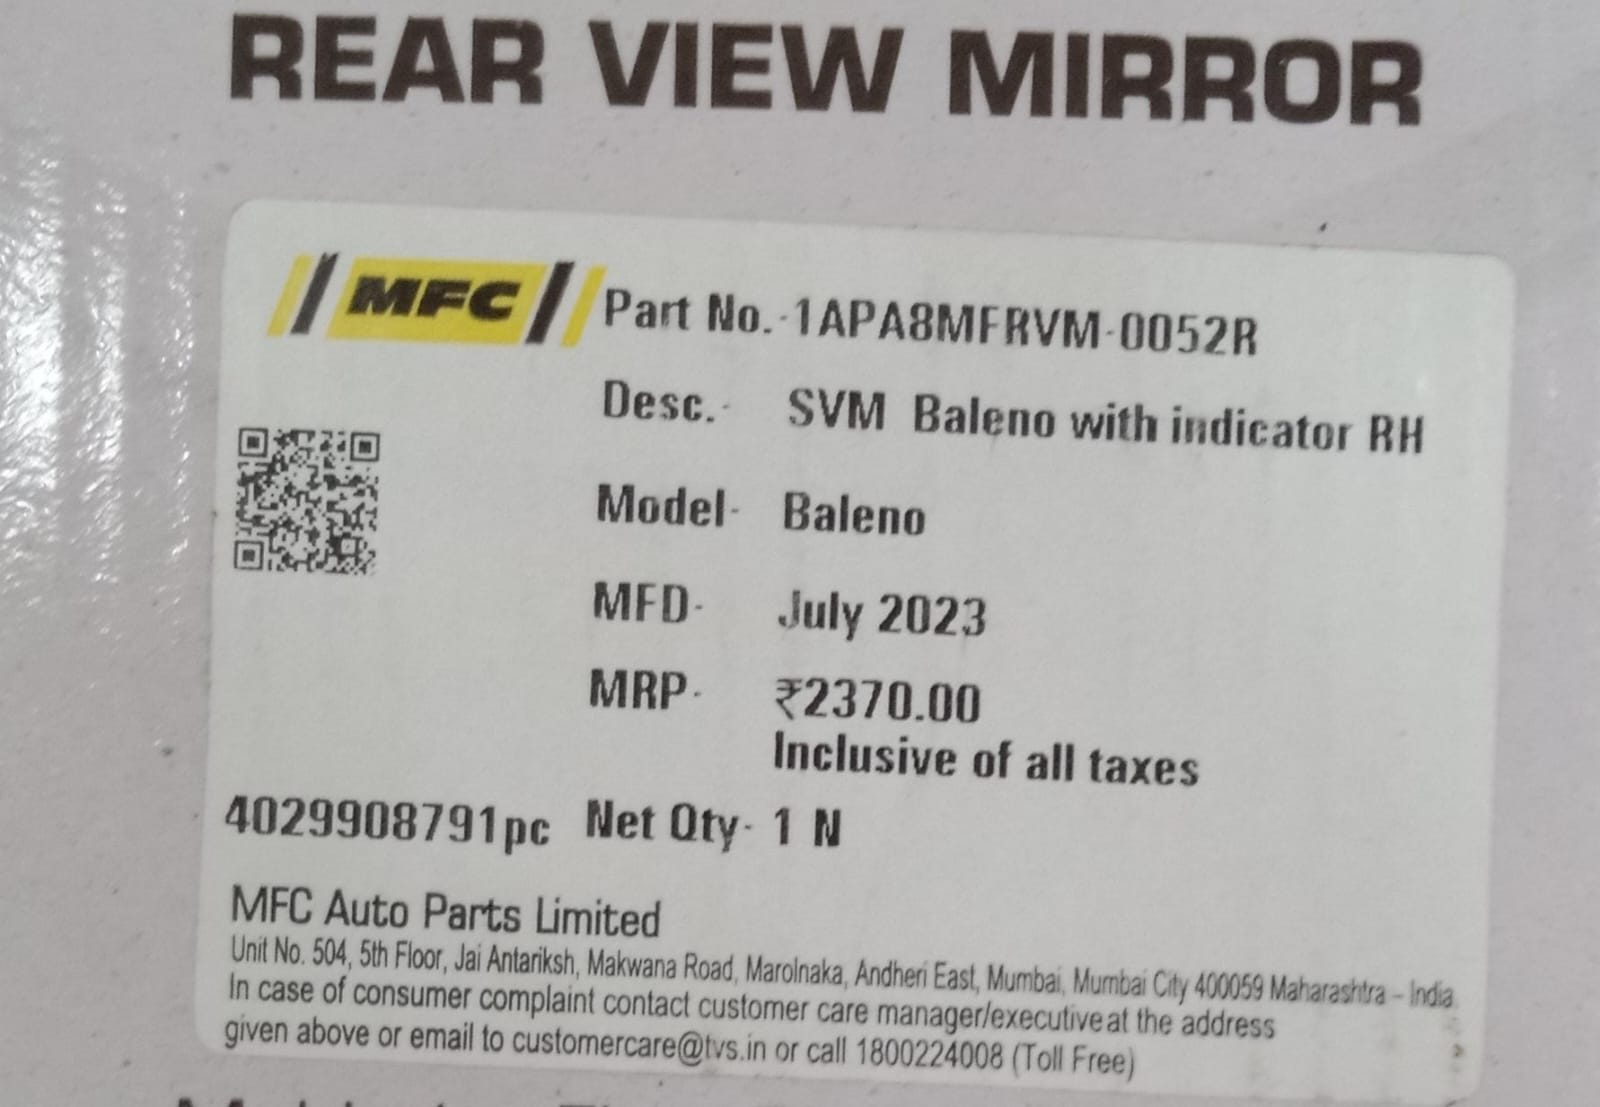 REAR VIEW MIRROR
MFC
Part No.-1APA8MFRVM-0052R
Desc.- SVM Baleno with indicator RH
Model- Baleno
MFD- July 2023
MRP- ₹2370.00
Inclusive of all taxes
4029908791pc Net Qty- 1 N
MFC Auto Parts Limited
Unit No. 504, 5th Floor, Jai Antariksh, Makwana Road, Marolnaka, Andheri East, Mumbai, Mumbai City 400059 Maharashtra – India
In case of consumer complaint contact customer care manager/executive at the address
given above or email to customercare@tvs.in or call 1800224008 (Toll Free)